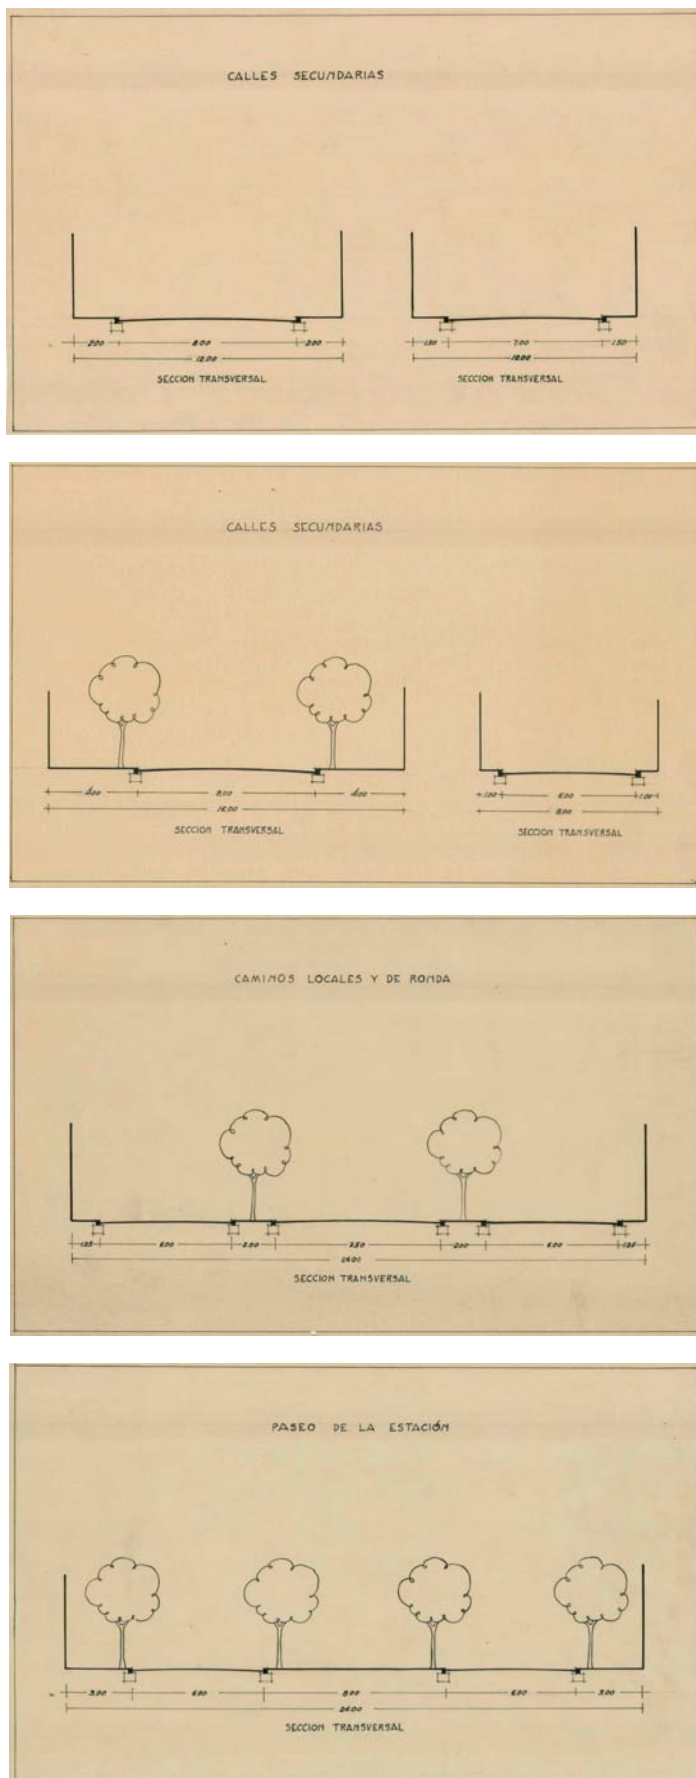 CALLES SECUNDARIAS
2.00 8.00 2.00 1.50 7.00 1.50
12.00 10.00
SECCION TRANSVERSAL SECCION TRANSVERSAL
CALLES SECUNDARIAS
4.00 8.00 4.00 1.00 6.00 1.00
16.00 8.00
SECCION TRANSVERSAL SECCION TRANSVERSAL
CAMINOS LOCALES Y DE RONDA
1.25 6.00 2.00 7.50 2.00 6.00 1.25
26.00
SECCION TRANSVERSAL
PASEO DE LA ESTACIÓN
3.00 6.00 8.00 6.00 3.00
26.00
SECCION TRANSVERSAL